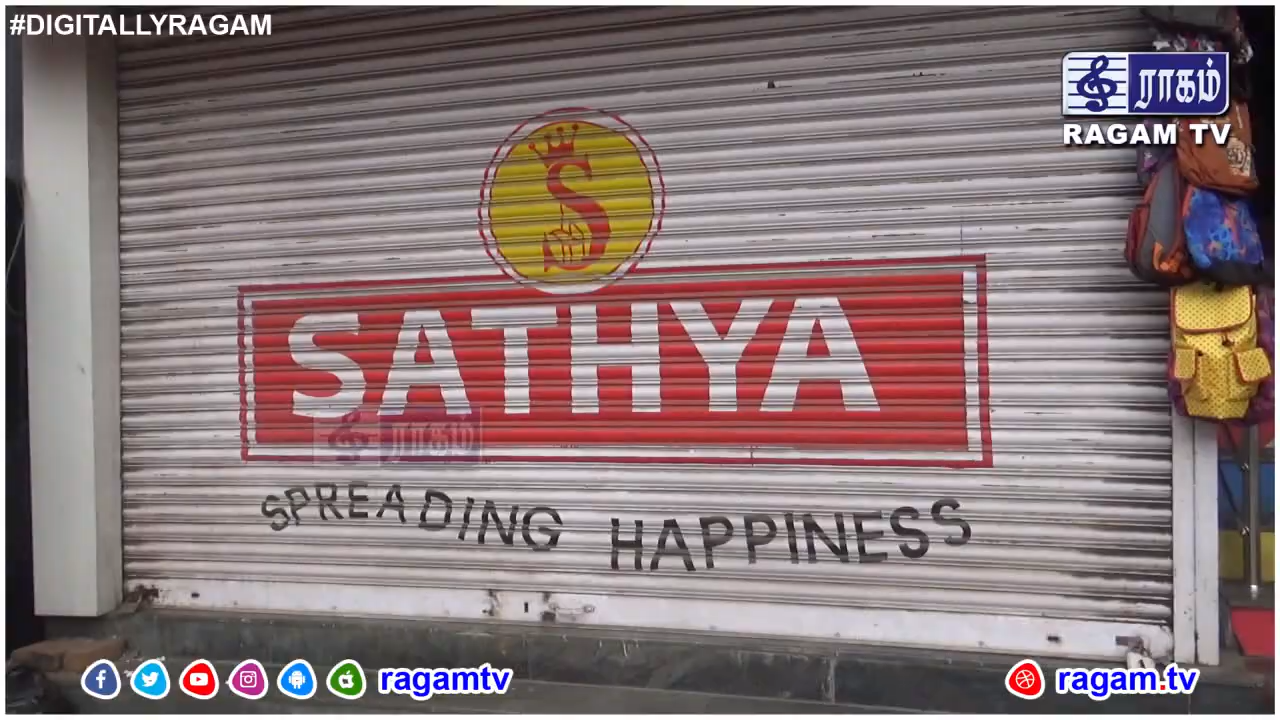 #DIGITALLYRAGAM
ராகம்
RAGAM TV
S
SATHYA
ராகம்
SPREADING HAPPINESS
ragamtv
ragam.tv